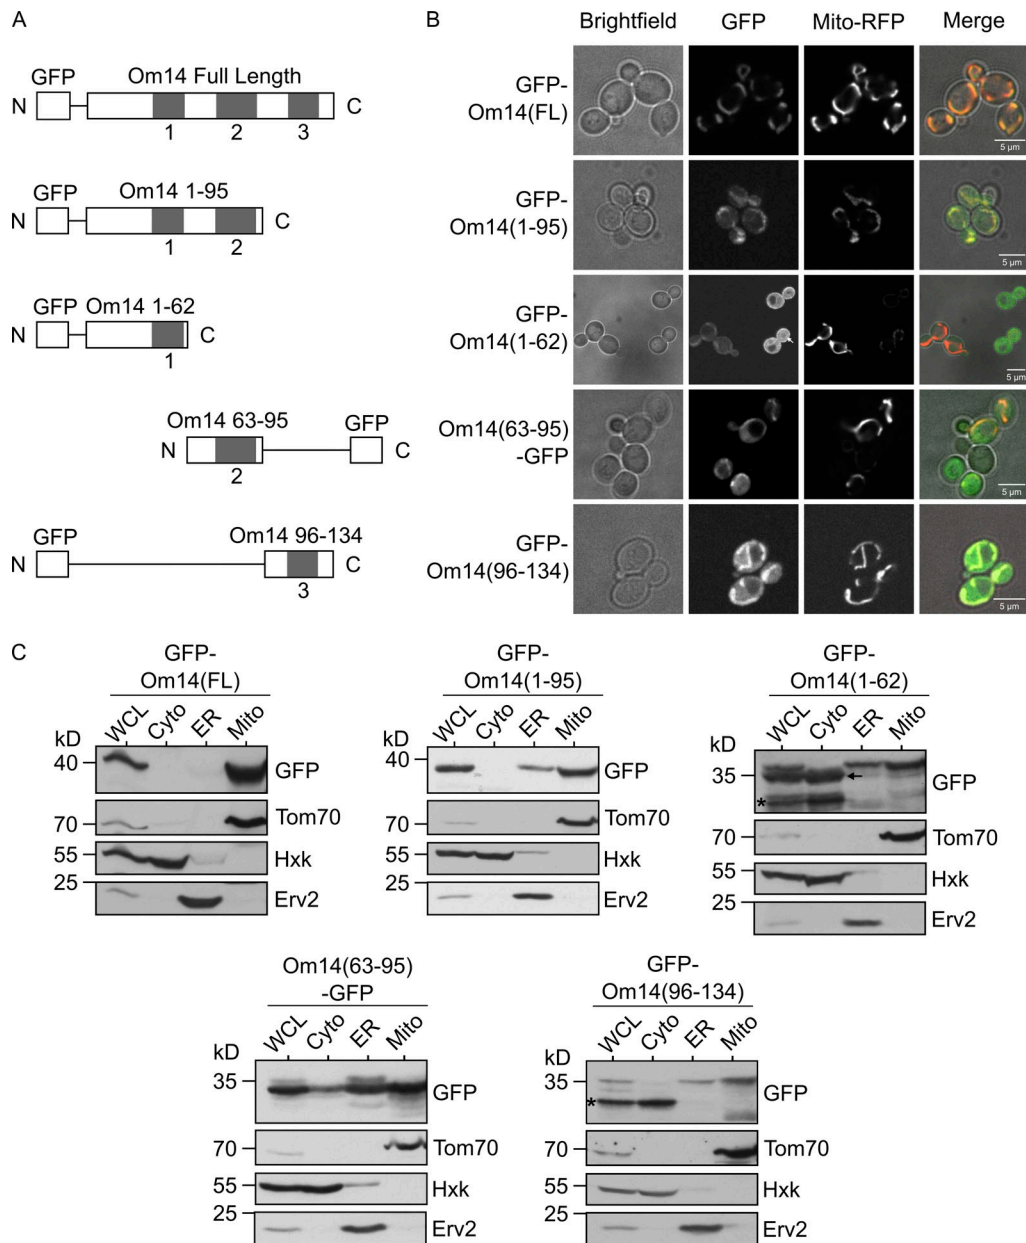 A
GFP Om14 Full Length
N C
1 2 3
GFP Om14 1-95
N C
1 2
GFP Om14 1-62
N C
1
Om14 63-95 GFP
N C
2
GFP Om14 96-134
N C
3
B
Brightfield GFP Mito-RFP Merge
GFP-
Om14(FL)
5 µm
GFP-
Om14(1-95)
5 µm
GFP-
Om14(1-62)
5 µm
Om14(63-95)
-GFP
5 µm
GFP-
Om14(96-134)
5 µm
C
GFP-
Om14(FL)
WCL Cyto ER Mito
kD
40 GFP
70 Tom70
55 Hxk
25 Erv2
GFP-
Om14(1-95)
WCL Cyto ER Mito
kD
40 GFP
70 Tom70
55 Hxk
25 Erv2
GFP-
Om14(1-62)
WCL Cyto ER Mito
kD
35 GFP
*
70 Tom70
55 Hxk
25 Erv2
Om14(63-95)
-GFP
WCL Cyto ER Mito
kD
35 GFP
70 Tom70
55 Hxk
25 Erv2
GFP-
Om14(96-134)
WCL Cyto ER Mito
kD
35 GFP
*
70 Tom70
55 Hxk
25 Erv2